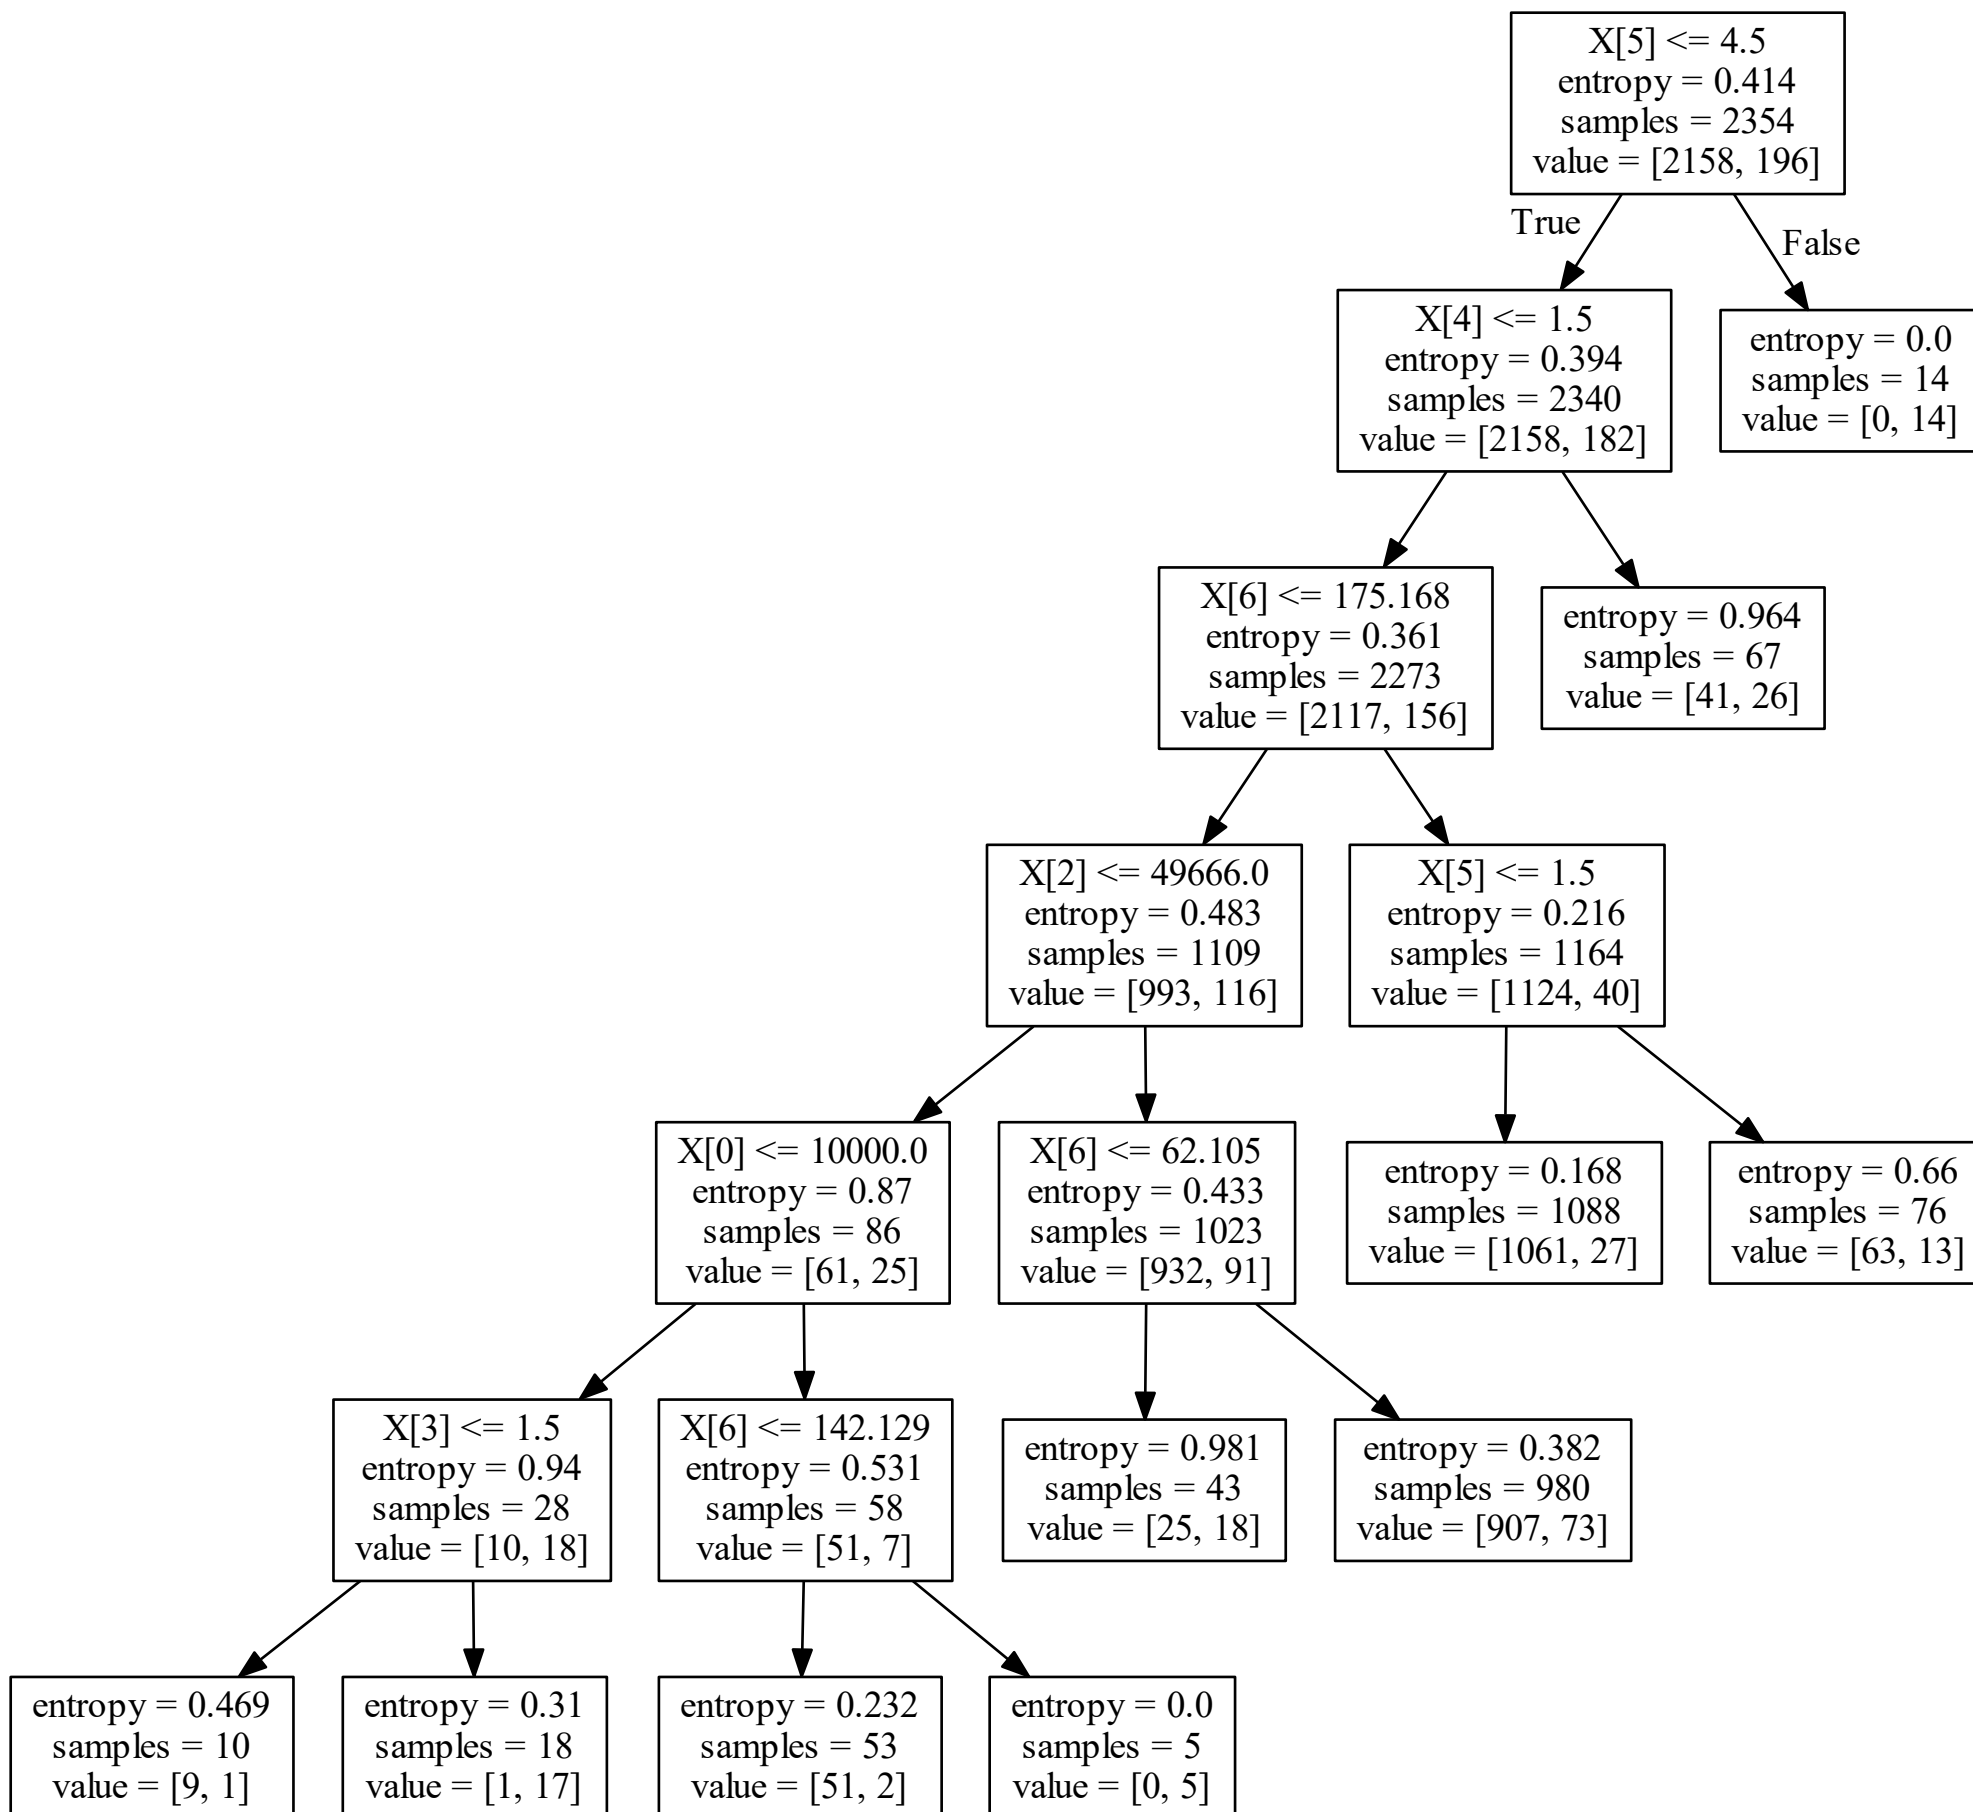 X[5] <= 4.5
entropy = 0.414
samples = 2354
value = [2158, 196]
True
False
X[4] <= 1.5
entropy = 0.394
samples = 2340
value = [2158, 182]
entropy = 0.0
samples = 14
value = [0, 14]
X[6] <= 175.168
entropy = 0.361
samples = 2273
value = [2117, 156]
entropy = 0.964
samples = 67
value = [41, 26]
X[2] <= 49666.0
entropy = 0.483
samples = 1109
value = [993, 116]
X[5] <= 1.5
entropy = 0.216
samples = 1164
value = [1124, 40]
X[0] <= 10000.0
entropy = 0.87
samples = 86
value = [61, 25]
X[6] <= 62.105
entropy = 0.433
samples = 1023
value = [932, 91]
entropy = 0.168
samples = 1088
value = [1061, 27]
entropy = 0.66
samples = 76
value = [63, 13]
X[3] <= 1.5
entropy = 0.94
samples = 28
value = [10, 18]
X[6] <= 142.129
entropy = 0.531
samples = 58
value = [51, 7]
entropy = 0.981
samples = 43
value = [25, 18]
entropy = 0.382
samples = 980
value = [907, 73]
entropy = 0.469
samples = 10
value = [9, 1]
entropy = 0.31
samples = 18
value = [1, 17]
entropy = 0.232
samples = 53
value = [51, 2]
entropy = 0.0
samples = 5
value = [0, 5]